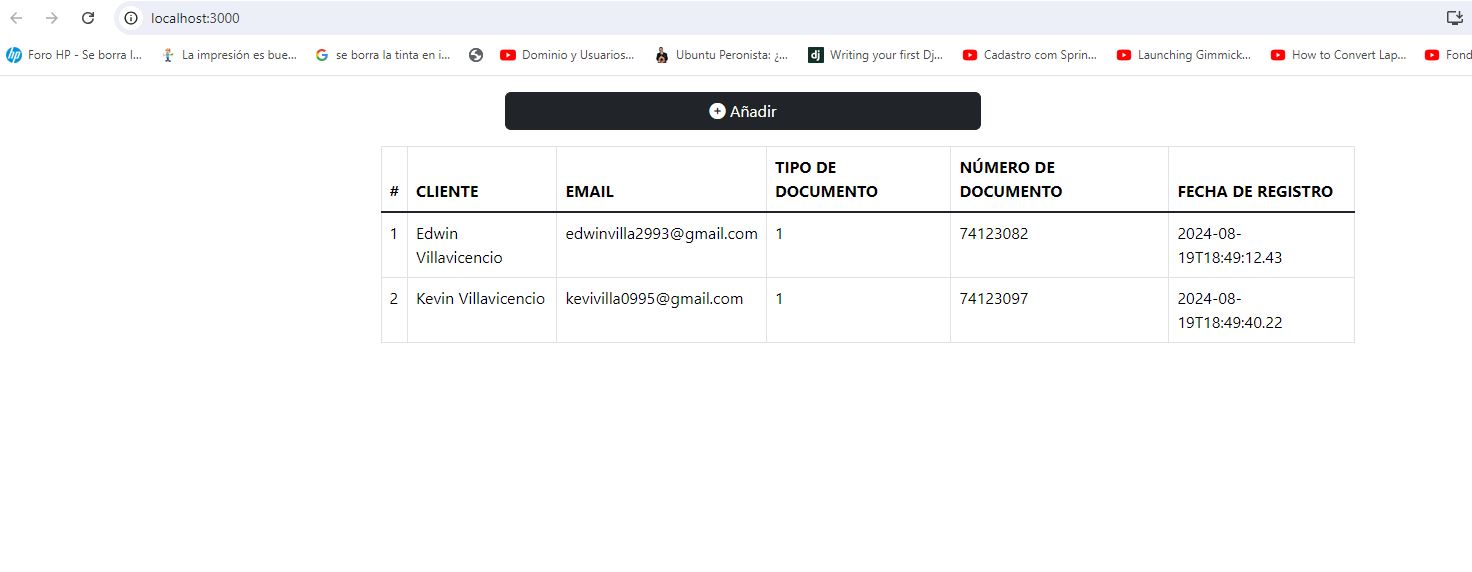 localhost:3000
Foro HP - Se borra l... La impresión es bue... se borra la tinta en i... Dominio y Usuarios... Ubuntu Peronista: ¿... dj Writing your first Dj... Cadastro com Sprin... Launching Gimmick... How to Convert Lap... Fond
Añadir
# CLIENTE EMAIL TIPO DE DOCUMENTO NÚMERO DE DOCUMENTO FECHA DE REGISTRO
1 Edwin Villavicencio edwinvilla2993@gmail.com 1 74123082 2024-08-19T18:49:12.43
2 Kevin Villavicencio kevivilla0995@gmail.com 1 74123097 2024-08-19T18:49:40.22